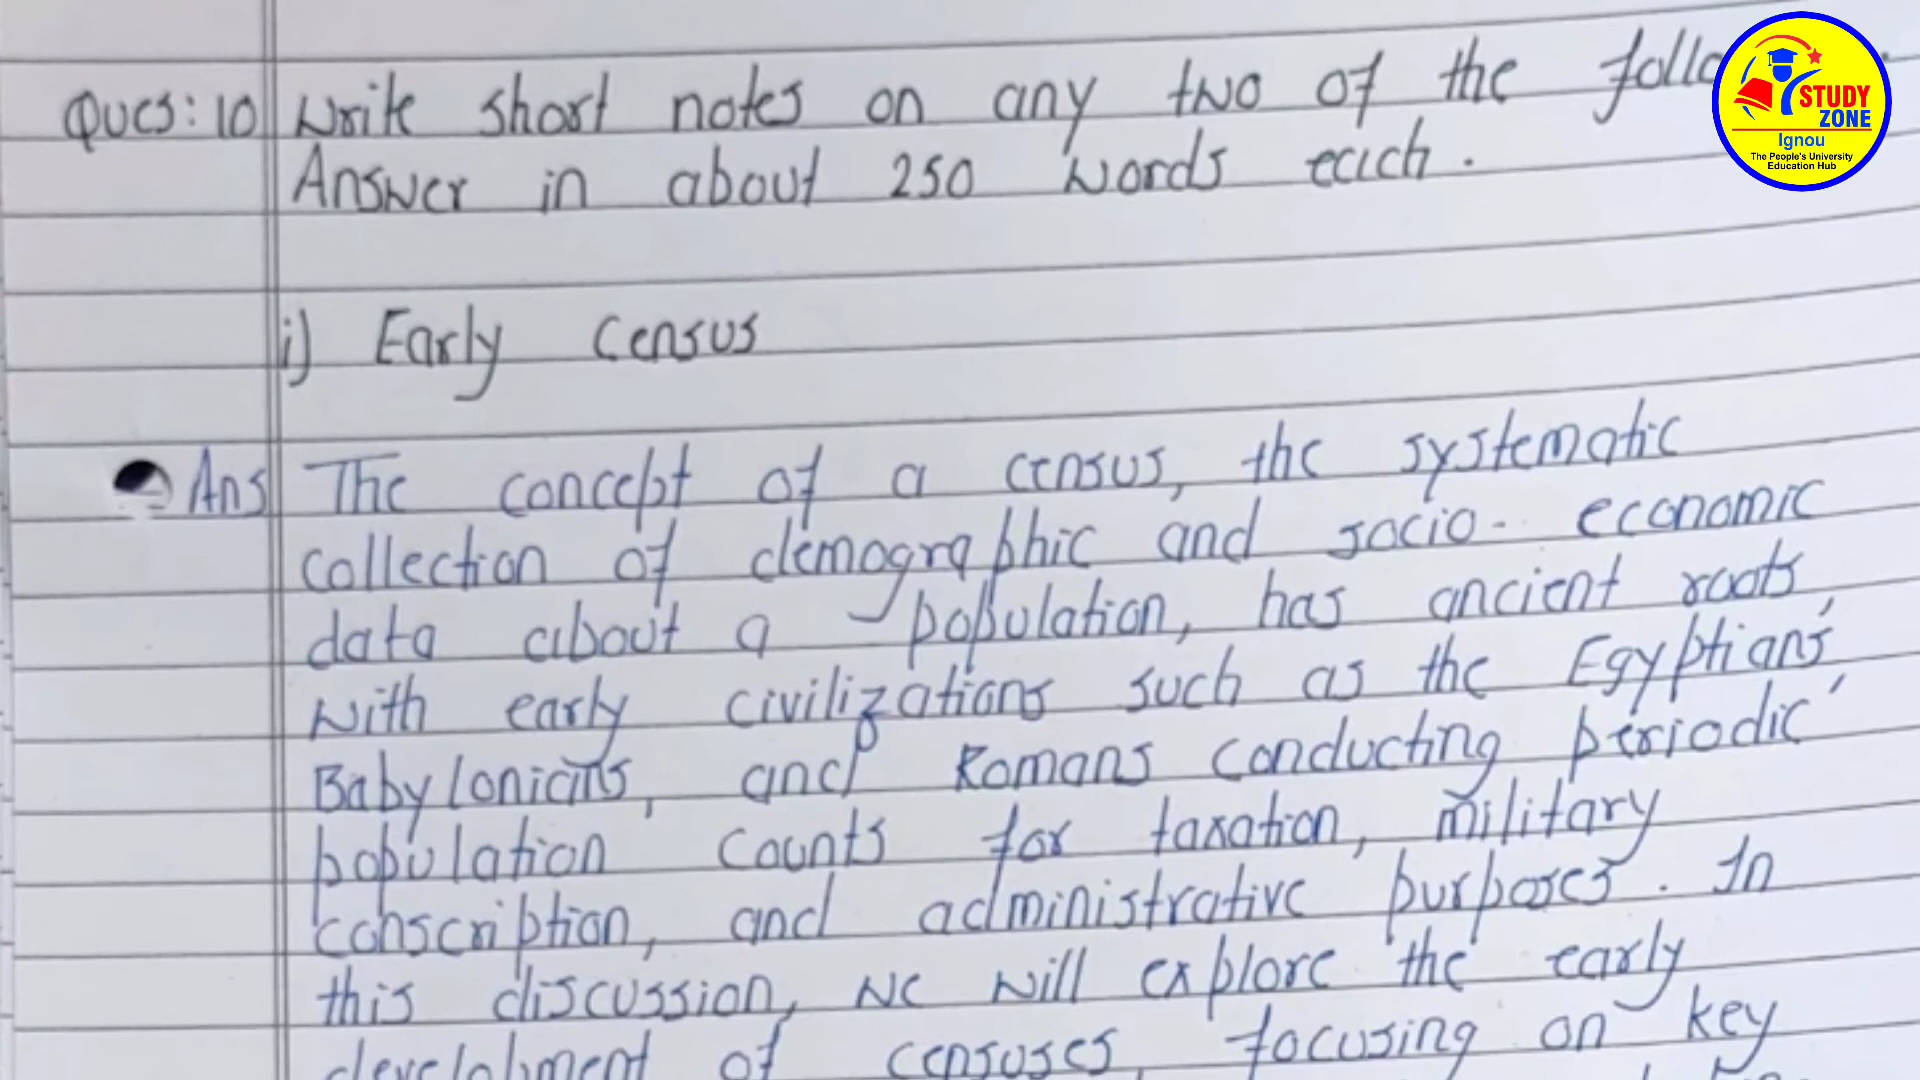 Ques: 10 Write short notes on any two of the
Answer in about 250 words each.
i) Early Census
Ans The concept of a census, the systematic
collection of demographic and socio-economic
data about a population, has ancient roots,
with early civilizations such as the Egyptians,
Babylonians, and Romans conducting periodic
population counts for taxation, military
conscription, and administrative purposes. In
this discussion, we will explore the early
development of censuses, focusing on key
STUDY
ZONE
Ignou
The People's University
Education Hub